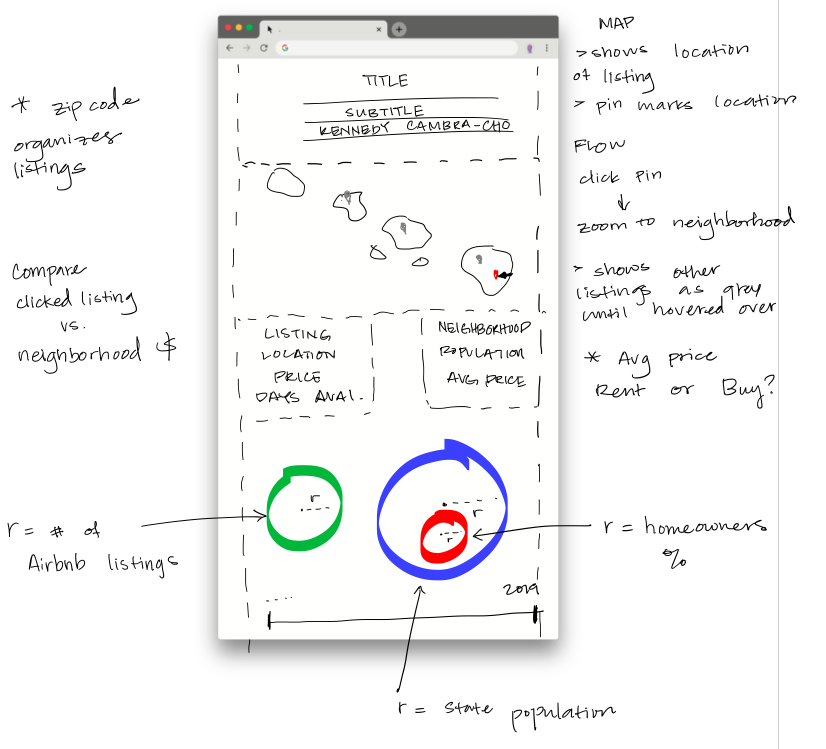 MAP
> shows location
of listing
> pin marks location
FLOW
click pin
zoom to neighborhood
> shows other
listings as gray
until hovered over
* Avg price
Rent or Buy?
* zip code
organizes
listings
Compare
clicked listing
vs.
neighborhood $
TITLE
SUBTITLE
KENNEDY CAMBRA-CHO
LISTING
LOCATION
PRICE
DAYS AVAL.
NEIGHBORHOOD
POPULATION
AVG PRICE
r
r
r
r = # of
Airbnb listings
r = homeowners
%
2019
r = state population